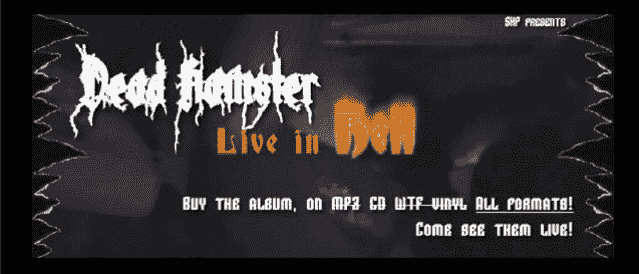 SHP PRESENTS
Dead Hamster
Live in Hell
BUY THE ALBUM, ON MP3 CD WTF VINYL ALL FORMATS!
COME SEE THEM LIVE!